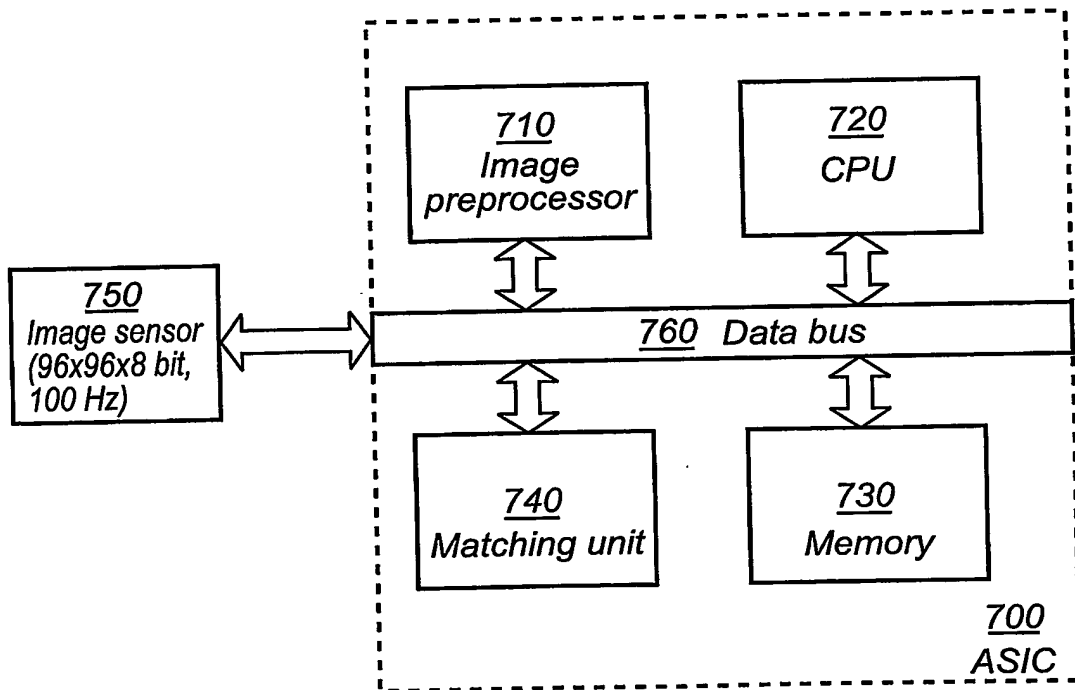 710
Image
preprocessor
720
CPU
750
Image sensor
(96x96x8 bit,
100 Hz)
760 Data bus
740
Matching unit
730
Memory
700
ASIC